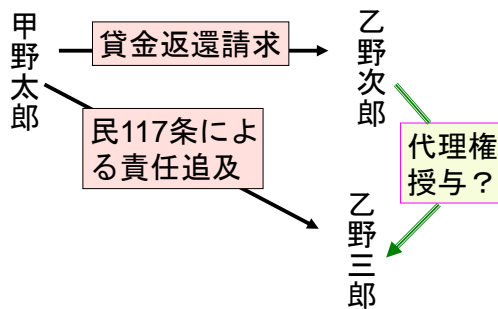 甲野太郎
貸金返還請求
乙野次郎
民117条によ
る責任追及
代理権
授与？
乙野三郎